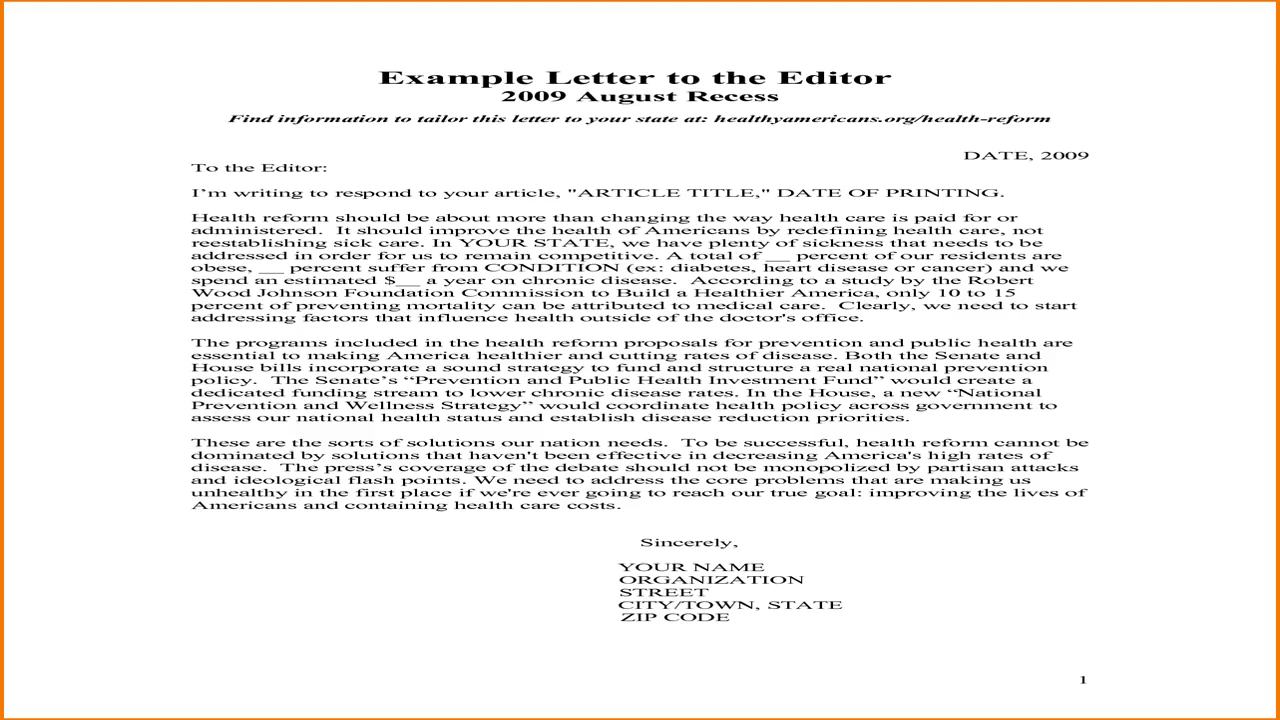 Example Letter to the Editor
2009 August Recess
Find information to tailor this letter to your state at: healthyamericans.org/health-reform
DATE, 2009
To the Editor:
I’m writing to respond to your article, "ARTICLE TITLE," DATE OF PRINTING.
Health reform should be about more than changing the way health care is paid for or
administered.  It should improve the health of Americans by redefining health care, not
reestablishing sick care. In YOUR STATE, we have plenty of sickness that needs to be
addressed in order for us to remain competitive. A total of __ percent of our residents are
obese, __ percent suffer from CONDITION (ex: diabetes, heart disease or cancer) and we
spend an estimated $__ a year on chronic disease.  According to a study by the Robert
Wood Johnson Foundation Commission to Build a Healthier America, only 10 to 15
percent of preventing mortality can be attributed to medical care.  Clearly, we need to start
addressing factors that influence health outside of the doctor's office.
The programs included in the health reform proposals for prevention and public health are
essential to making America healthier and cutting rates of disease. Both the Senate and
House bills incorporate a sound strategy to fund and structure a real national prevention
policy.  The Senate’s “Prevention and Public Health Investment Fund” would create a
dedicated funding stream to lower chronic disease rates. In the House, a new “National
Prevention and Wellness Strategy” would coordinate health policy across government to
assess our national health status and establish disease reduction priorities.
These are the sorts of solutions our nation needs.  To be successful, health reform cannot be
dominated by solutions that haven't been effective in decreasing America's high rates of
disease.  The press’s coverage of the debate should not be monopolized by partisan attacks
and ideological flash points. We need to address the core problems that are making us
unhealthy in the first place if we're ever going to reach our true goal: improving the lives of
Americans and containing health care costs.
Sincerely,
YOUR NAME
ORGANIZATION
STREET
CITY/TOWN, STATE
ZIP CODE
1